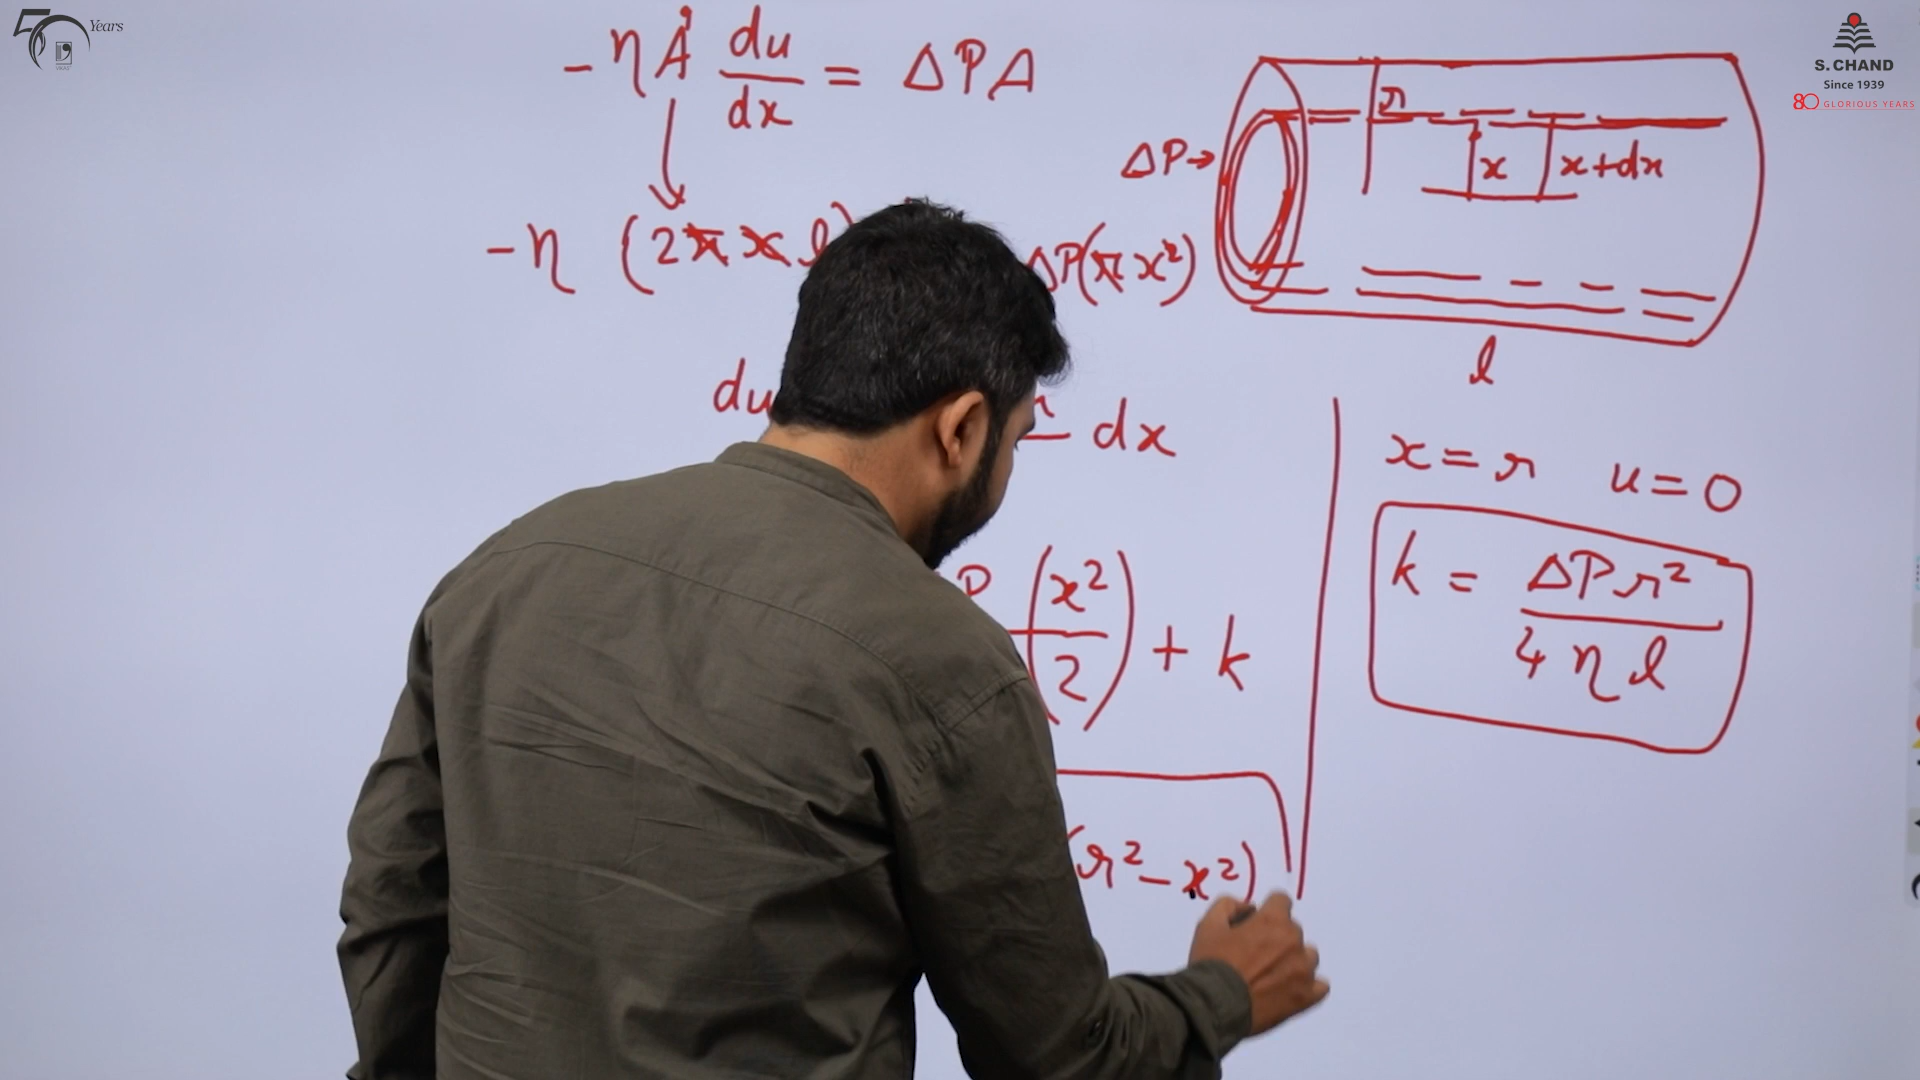 50 Years
S. CHAND
Since 1939
80 GLORIOUS YEARS
-η A du/dx = ΔPA
r
ΔP→
x
x+dx
l
-η (2πxl)
ΔP(πx²)
du
dx
x = r u = 0
P (x²/2) + k
k = ΔPr²/4ηl
(r² - x²)